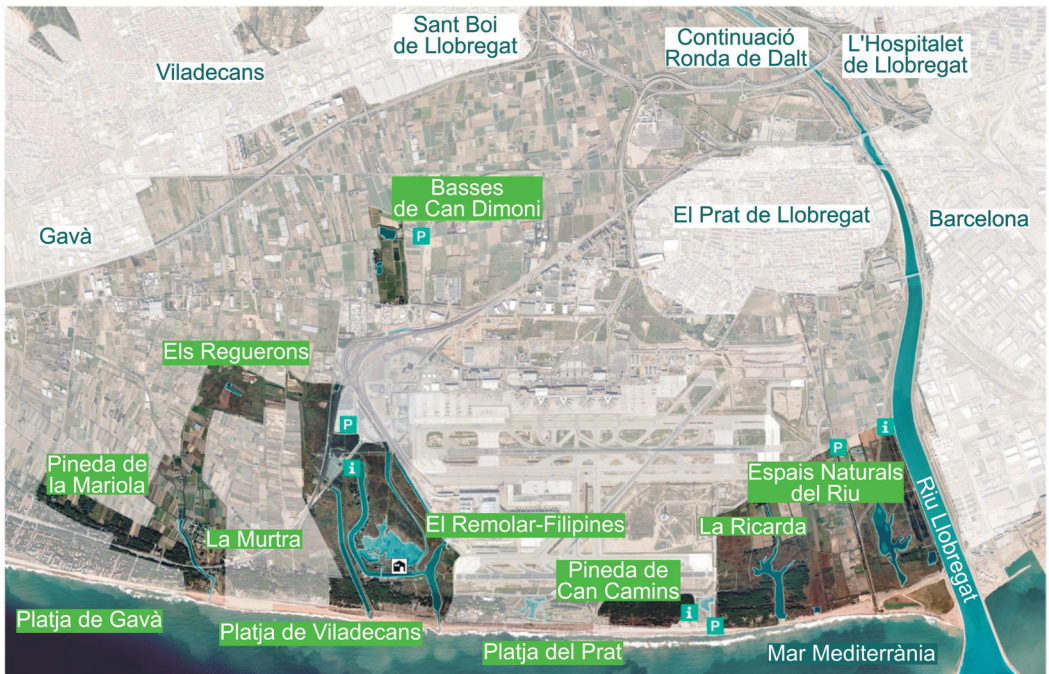 Sant Boi
de Llobregat
Continuació
Ronda de Dalt
L'Hospitalet
de Llobregat
Viladecans
Basses
de Can Dimoni
P
El Prat de Llobregat
Barcelona
Gavà
Els Reguerons
P
i
i
P
Pineda de
la Mariola
Espais Naturals
del Riu
La Murtra
El Remolar-Filipines
La Ricarda
Riu Llobregat
Pineda de
Can Camins
i
P
Platja de Gavà
Platja de Viladecans
Platja del Prat
Mar Mediterrània